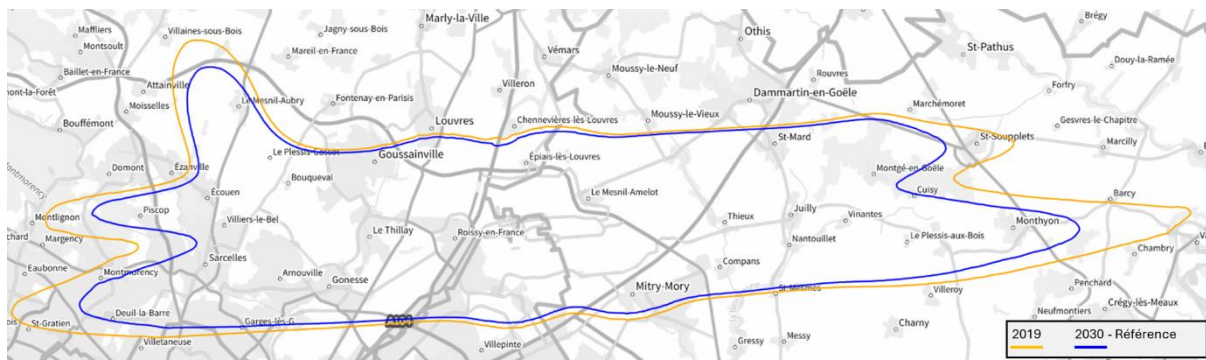 Maffliers
Villaines-sous-Bois
Jagny-sous-Bois
Marly-la-Ville
Othis
Brégy
Montsoult
Mareil-en-France
Vémars
St-Pathus
Baillet-en-France
Attainville
Villeron
Moussy-le-Neuf
Rouvres
Douy-la-Ramée
ont-la-Forêt
Moisselles
Le Mesnil-Aubry
Fontenay-en-Parisis
Dammartin-en-Goële
Forfry
Bouffémont
Louvres
Chennevières-lès-Louvres
Moussy-le-Vieux
Marchémoret
Gesvres-le-Chapitre
Le Plessis-Gassot
Goussainville
Épiais-lès-Louvres
St-Mard
St-Soupplets
Marcilly
Domont
Ézanville
Bouqueval
Montgé-en-Goële
Montmorency
Écouen
Le Mesnil-Amelot
Cuisy
Barcy
Montlignon
Piscop
Villiers-le-Bel
Thieux
Juilly
Vinantes
Monthyon
chard
Margency
Le Thillay
Roissy-en-France
Nantouillet
Le Plessis-aux-Bois
Chambry
Va
Eaubonne
Montmorency
Sarcelles
Arnouville
Gonesse
Compans
Penchard
Mitry-Mory
St-Mesmes
Villeroy
Crégy-lès-Meaux
Neufmontiers
St-Gratien
Deuil-la-Barre
Garges-lès-G
Charny
Villetaneuse
Villepinte
Gressy
Messy
2019
2030 - Référence